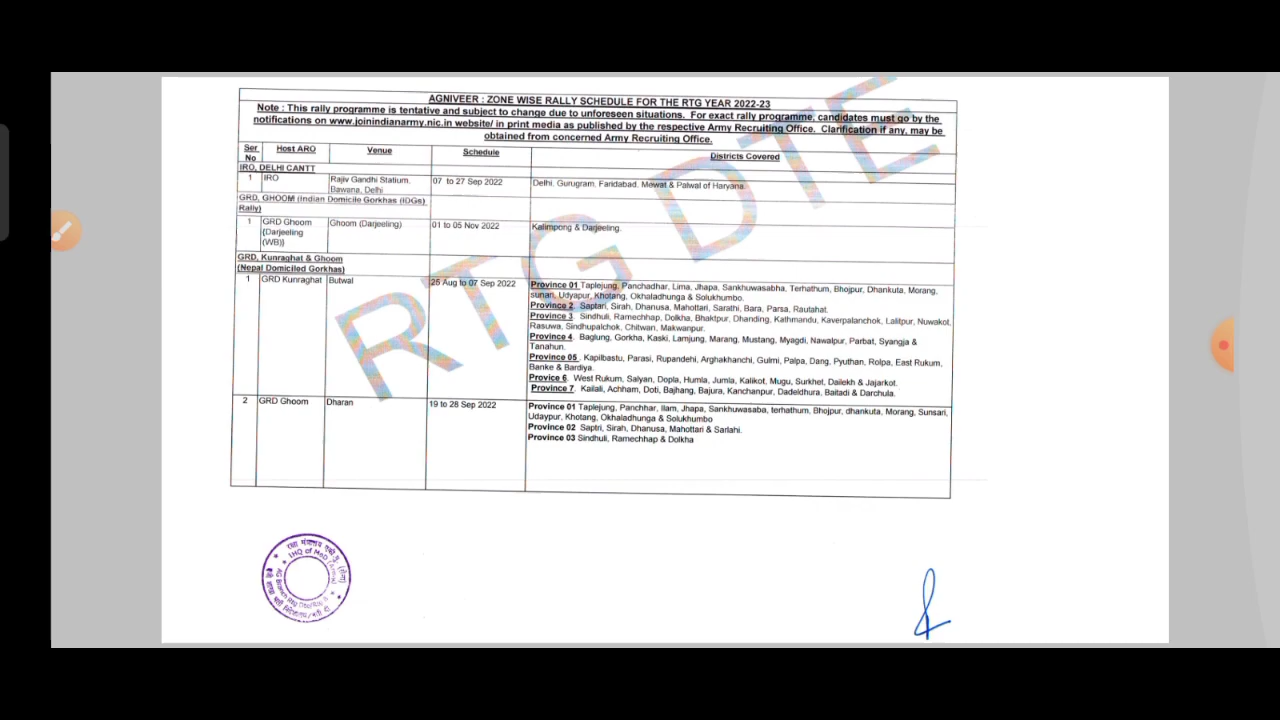 AGNIVEER : ZONE WISE RALLY SCHEDULE FOR THE RTG YEAR 2022-23
Note : This rally programme is tentative and subject to change due to unforeseen situations. For exact rally programme, candidates must go by the
notifications on www.joinindianarmy.nic.in website/ in print media as published by the respective Army Recruiting Office. Clarification if any, may be
obtained from concerned Army Recruiting Office.
Ser No Host ARO Venue Schedule Districts Covered
IRO, DELHI CANTT
1 IRO Rajiv Gandhi Statium, 07 to 27 Sep 2022 Delhi, Gurugram, Faridabad, Mewat & Palwal of Haryana.
Bawana, Delhi
GRD, GHOOM (Indian Domicile Gorkhas (IDGs)
Rally)
1 GRD Ghoom Ghoom (Darjeeling) 01 to 05 Nov 2022 Kalimpong & Darjeeling.
(Darjeeling
(WB))
GRD, Kunraghat & Ghoom
(Nepal Domiciled Gorkhas)
1 GRD Kunraghat Butwal 25 Aug to 07 Sep 2022 Province 01 Taplejung, Panchadhar, Lima, Jhapa, Sankhuwasabha, Terhathum, Bhojpur, Dhankuta, Morang,
sunari, Udyapur, Khotang, Okhaladhunga & Solukhumbo.
Province 2. Saptari, Sirah, Dhanusa, Mahottari, Sarathi, Bara, Parsa, Rautahat.
Province 3. Sindhuli, Ramechhap, Dolkha, Bhaktpur, Dhanding, Kathmandu, Kaverpalanchok, Lalitpur, Nuwakot,
Rasuwa, Sindhupalchok, Chitwan, Makwanpur.
Province 4. Baglung, Gorkha, Kaski, Lamjung, Marang, Mustang, Myagdi, Nawalpur, Parbat, Syangja &
Tanahun.
Province 05 . Kapilbastu, Parasi, Rupandehi, Arghakhanchi, Gulmi, Palpa, Dang, Pyuthan, Rolpa, East Rukum,
Banke & Bardiya.
Provice 6. West Rukum, Salyan, Dopla, Humla, Jumla, Kalikot, Mugu, Surkhet, Dailekh & Jajarkot.
Province 7. Kailali, Achham, Doti, Bajhang, Bajura, Kanchanpur, Dadeldhura, Baitadi & Darchula.
2 GRD Ghoom Dharan 19 to 28 Sep 2022 Province 01 Taplejung, Panchhar, Ilam, Jhapa, Sankhuwasaba, terhathum, Bhojpur, dhankuta, Morang, Sunsari,
Udaypur, Khotang, Okhaladhunga & Solukhumbo
Province 02 Saptri, Sirah, Dhanusa, Mahottari & Sarlahi.
Province 03 Sindhuli, Ramechhap & Dolkha
RTG DTE
IHQ of MoD (Army)
AG Branch Rtg Dte